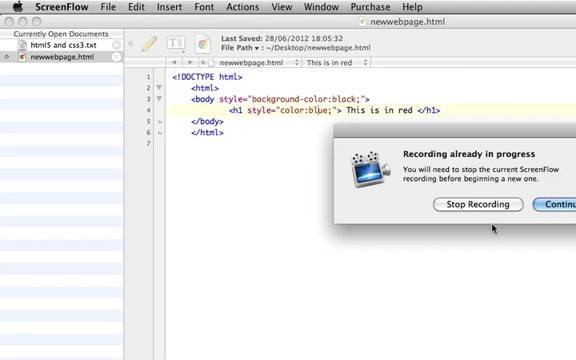 ScreenFlow File Edit Insert Font Actions View Window Purchase Help
newwebpage.html
Currently Open Documents
html5 and css3.txt
newwebpage.html
Last Saved: 28/06/2012 18:05:32
File Path: ~/Desktop/newwebpage.html
newwebpage.html This is in red
1 <!DOCTYPE html>
2 <html>
3 <body style="background-color:black;">
4 <h1 style="color:blue;"> This is in red </h1>
5 </body>
6 </html>
7
Recording already in progress
You will need to stop the current ScreenFlow
recording before beginning a new one.
Stop Recording Continu